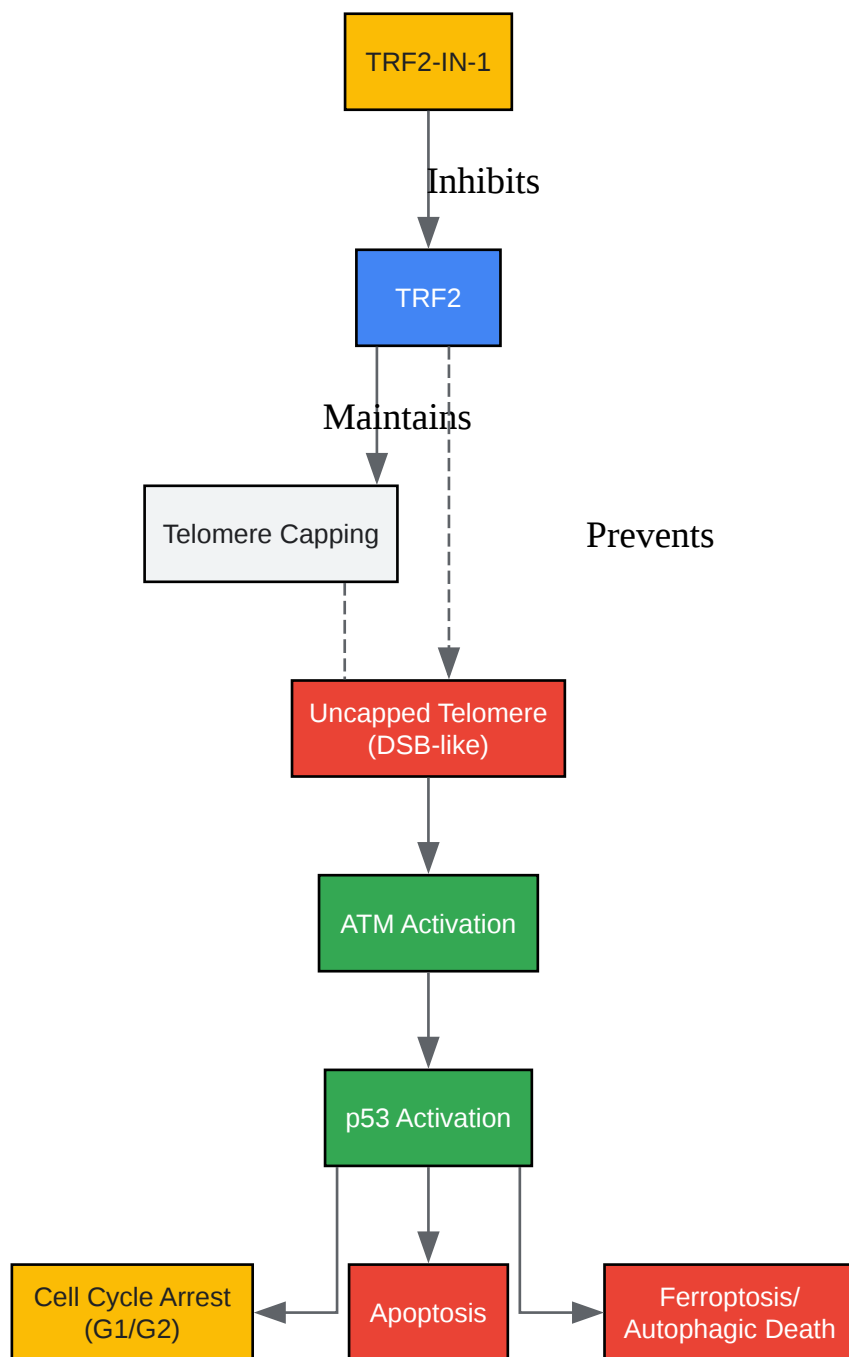 TRF2-IN-1
Inhibits
TRF2
Maintains
Telomere Capping
Prevents
Uncapped Telomere
(DSB-like)
ATM Activation
p53 Activation
Cell Cycle Arrest
(G1/G2)
Apoptosis
Ferroptosis/
Autophagic Death